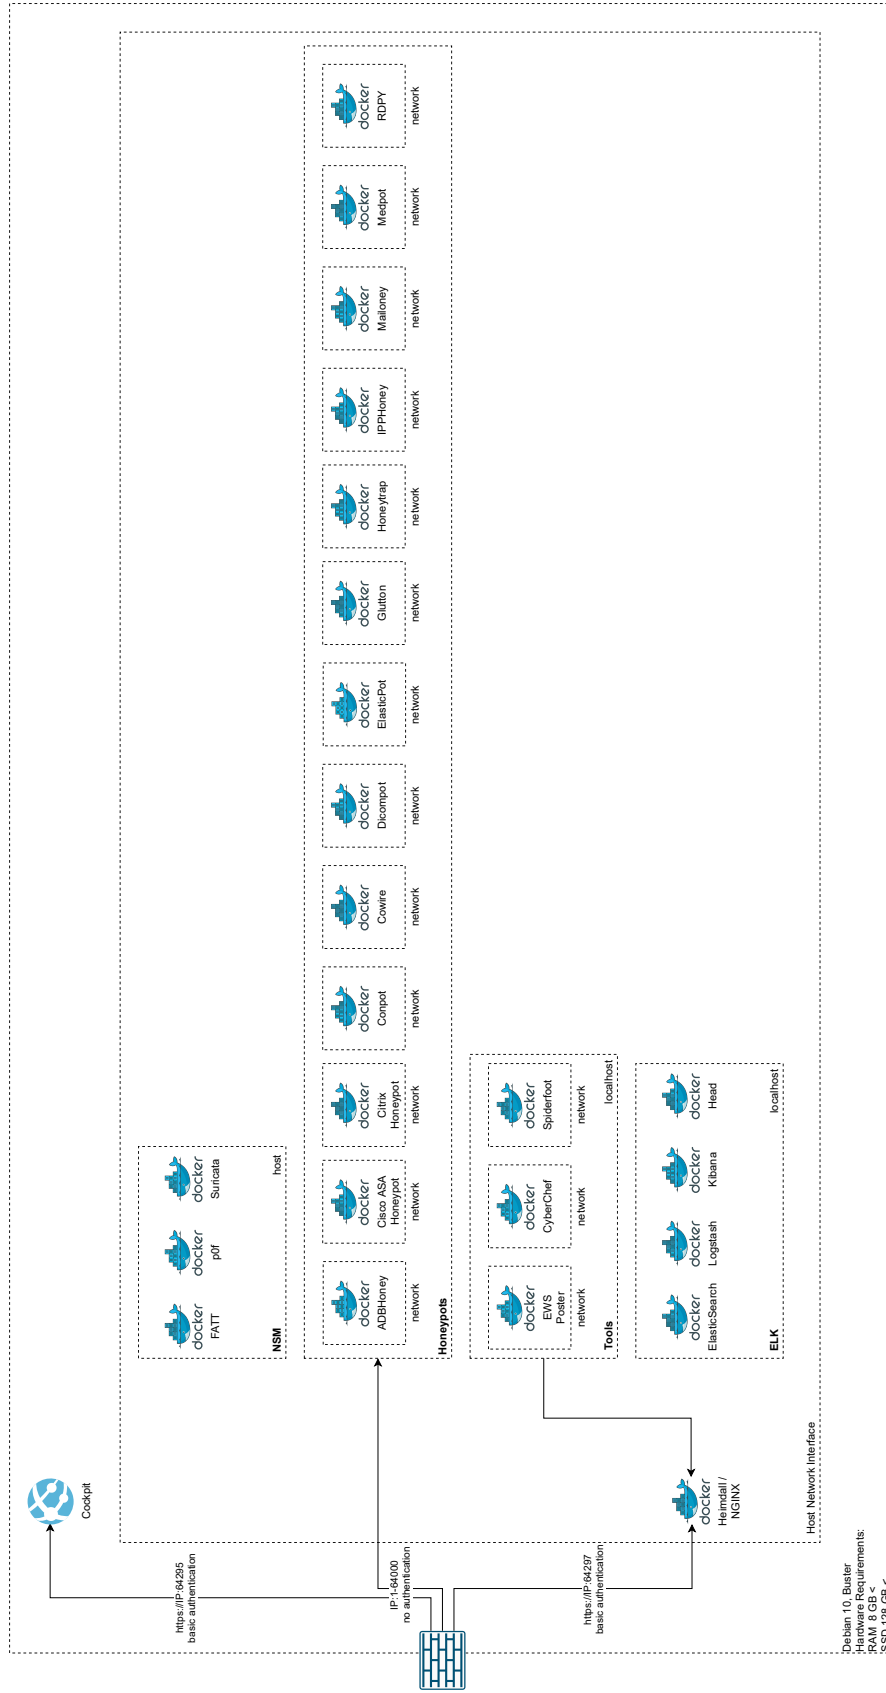 Cockpit
https://IP:64295
basic authentication
IP:1-64000
no authentication
https://IP:64297
basic authentication
docker
FATT
docker
p0f
docker
Suricata
NSM
host
docker
ADBHoney
network
docker
Cisco ASA
Honeypot
network
docker
Citrix
Honeypot
network
docker
Conpot
network
docker
Cowire
network
docker
Dicompot
network
docker
ElasticPot
network
docker
Glutton
network
docker
Honeytrap
network
docker
IPPHoney
network
docker
Mailoney
network
docker
Medpot
network
docker
RDPY
network
Honeypots
docker
EWS
Poster
network
docker
CyberChef
network
docker
Spiderfoot
network
Tools
localhost
docker
ElasticSearch
docker
Logstash
docker
Kibana
docker
Head
ELK
localhost
docker
Heimdall /
NGINX
Host Network Interface
Debian 10, Buster
Hardware Requirements:
RAM 8 GB <
SSD 128 GB <